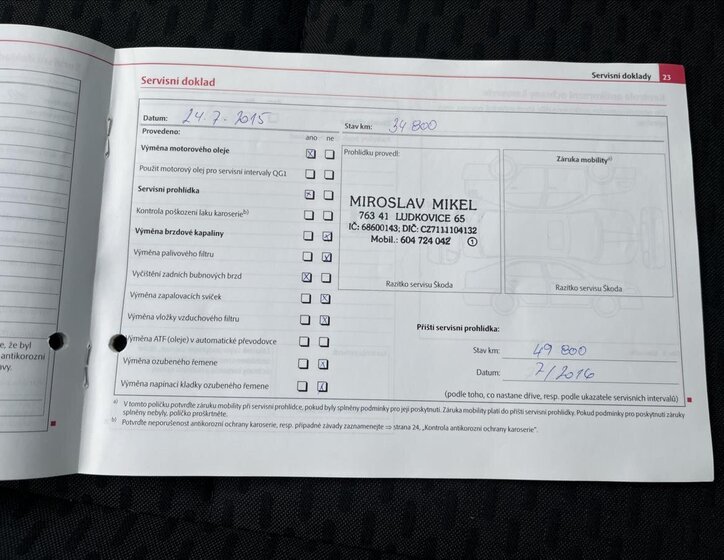 Servisní doklady 23
Servisní doklad
Datum: 24.7.2015
Stav km: 34 800
Provedeno:
ano ne
Výměna motorového oleje
Použit motorový olej pro servisní intervaly QG1
Servisní prohlídka
Kontrola poškození laku karoserie b)
Výměna brzdové kapaliny
Výměna palivového filtru
Vyčištění zadních bubnových brzd
Výměna zapalovacích svíček
Výměna vložky vzduchového filtru
Výměna ATF (oleje) v automatické převodovce
Výměna ozubeného řemene
Výměna napínací kladky ozubeného řemene
Prohlídku provedl:
MIROSLAV MIKEL
763 41 LUDKOVICE 65
IČ: 68600143; DIČ: CZ7111104132
Mobil.: 604 724 042 1
Razítko servisu Škoda
Záruka mobility a)
Razítko servisu Škoda
Příští servisní prohlídka:
Stav km: 49 800
Datum: 7/2016
(podle toho, co nastane dříve, resp. podle ukazatele servisních intervalů)
a) V tomto políčku potvrďte záruku mobility při servisní prohlídce, pokud byly splněny podmínky pro její poskytnutí. Záruka mobility platí do příští servisní prohlídky. Pokud podmínky pro poskytnutí záruky
splněny nebyly, políčko proškrtněte.
b) Potvrďte neporušenost antikorozní ochrany karoserie, resp. případné závady zaznamenejte ⇒ strana 24, „Kontrola antikorozní ochrany karoserie".
e, že byl
antikorozní
avy.